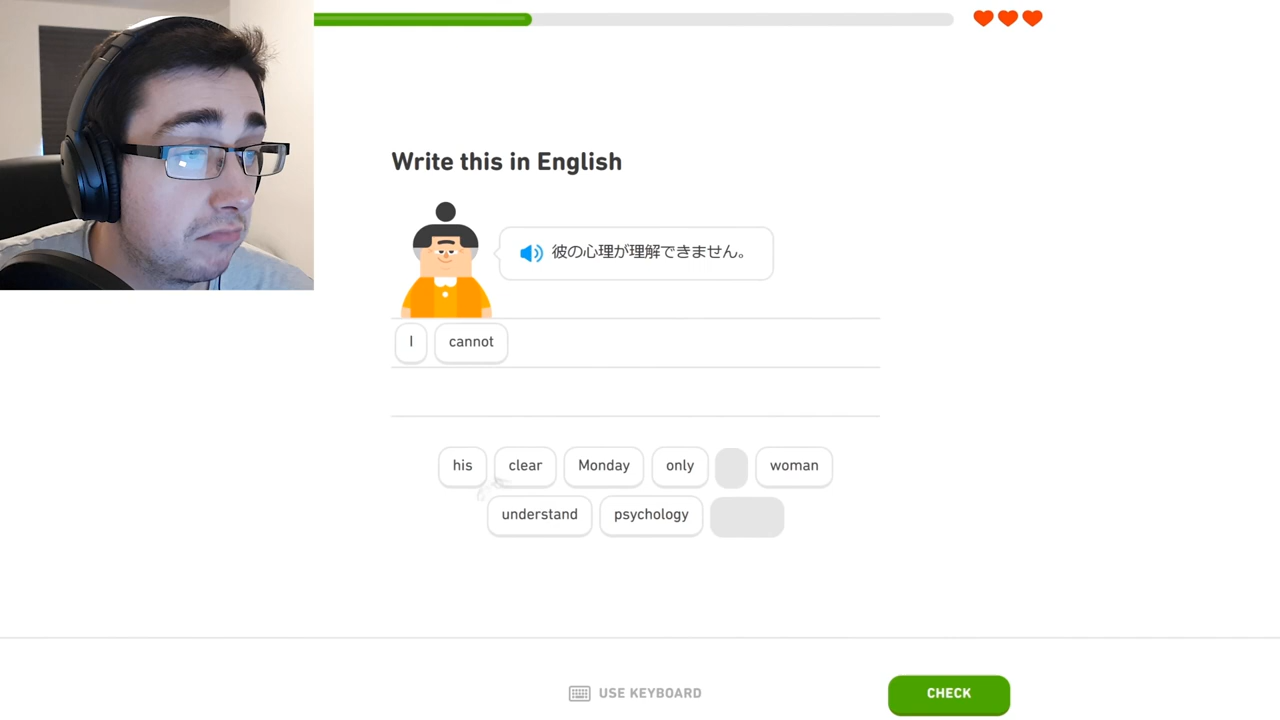 Write this in English
彼の心理が理解できません。
I cannot
his clear Monday only woman
understand psychology
USE KEYBOARD CHECK